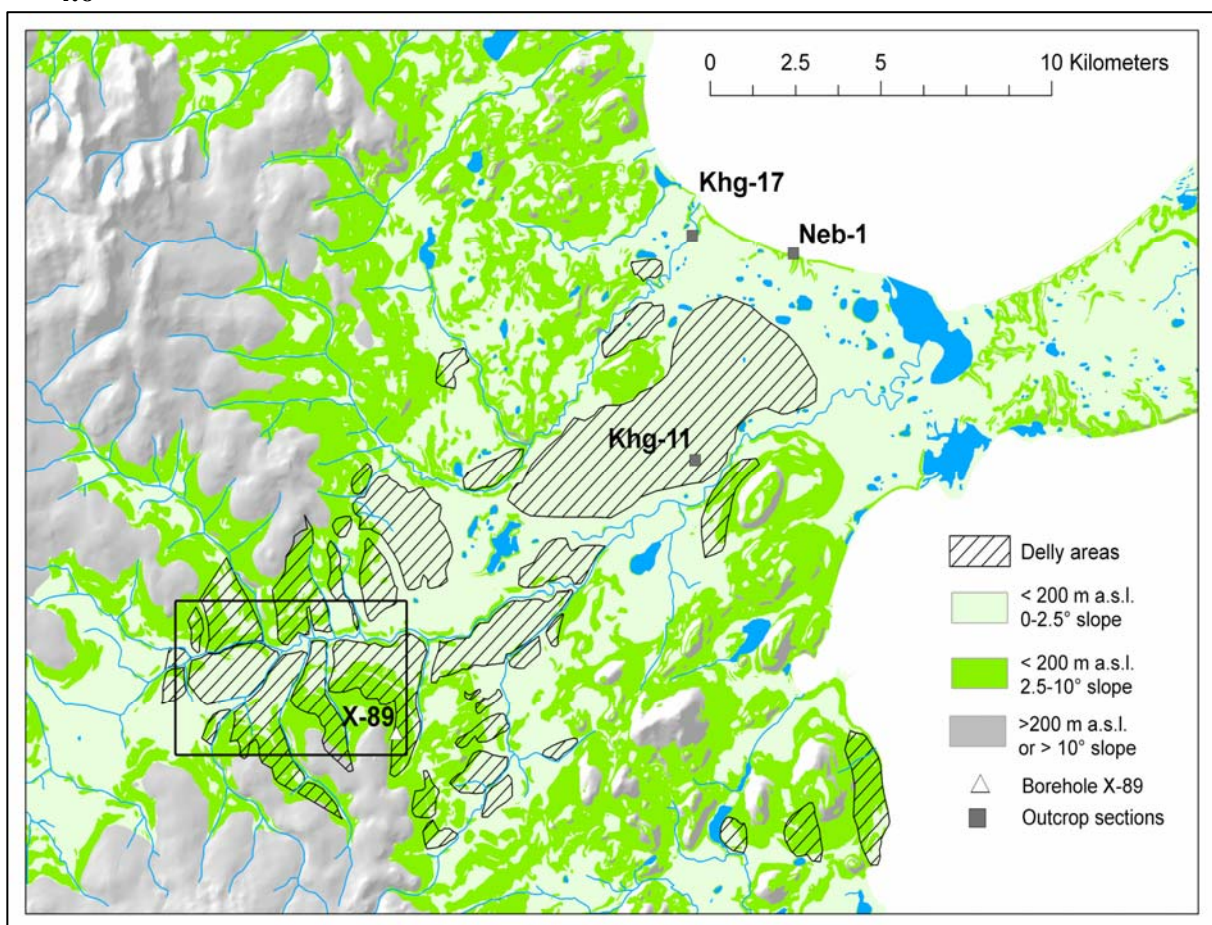 0 2.5 5 10 Kilometers
Khg-17
Neb-1
Khg-11
X-89
Delly areas
< 200 m a.s.l.
0-2.5° slope
< 200 m a.s.l.
2.5-10° slope
>200 m a.s.l.
or > 10° slope
Borehole X-89
Outcrop sections